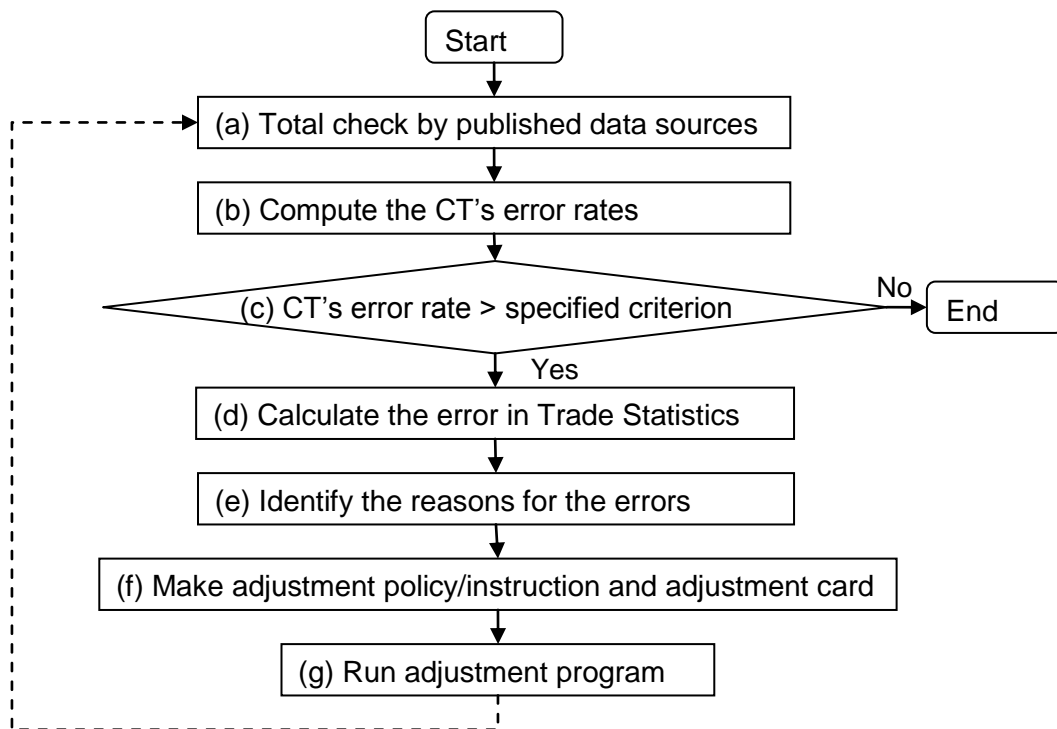 Start
(a) Total check by published data sources
(b) Compute the CT’s error rates
(c) CT’s error rate > specified criterion
No
End
Yes
(d) Calculate the error in Trade Statistics
(e) Identify the reasons for the errors
(f) Make adjustment policy/instruction and adjustment card
(g) Run adjustment program